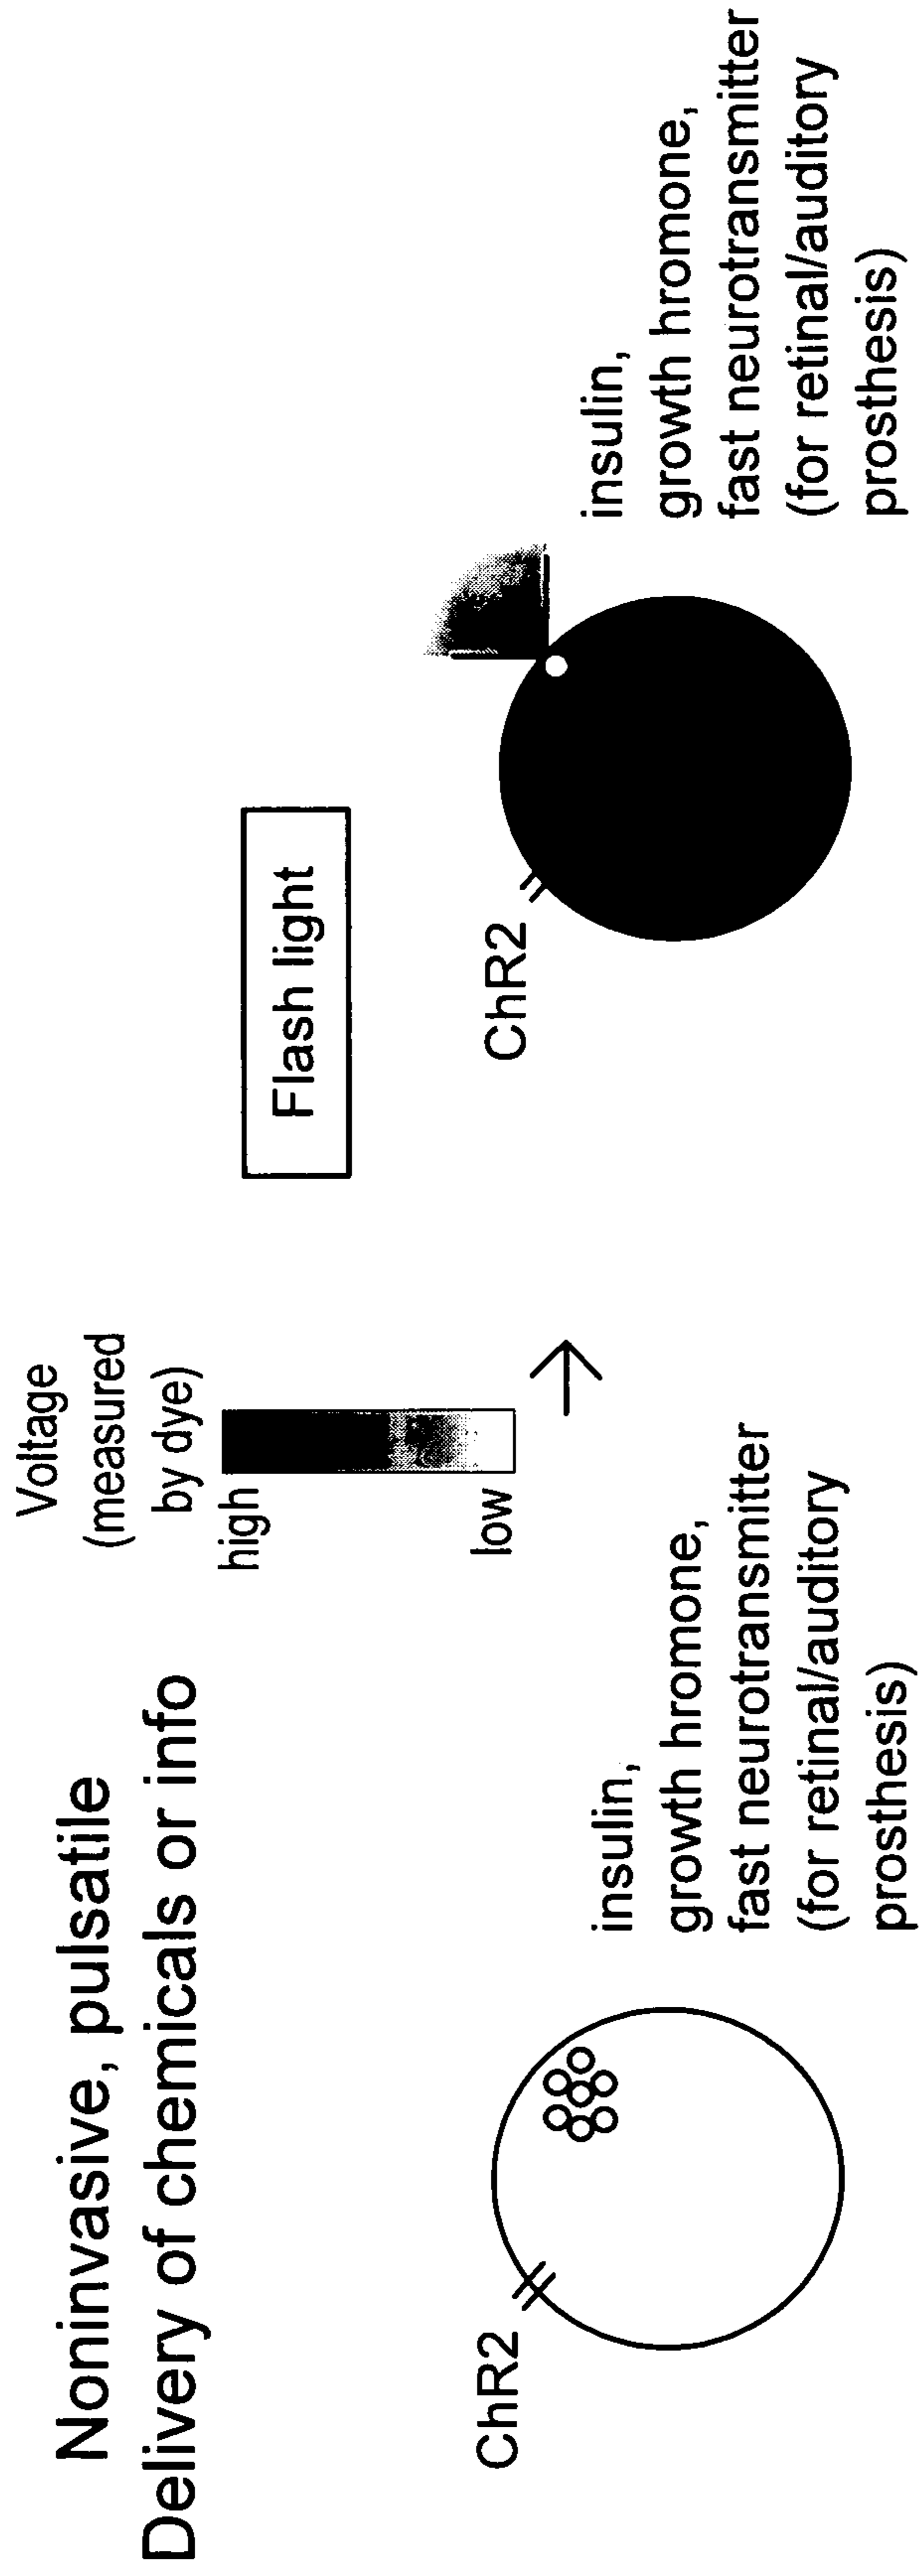 Noninvasive, pulsatile
Delivery of chemicals or info
Voltage
(measured
by dye)
high
low
Flash light
ChR2
insulin,
growth hromone,
fast neurotransmitter
(for retinal/auditory
prosthesis)
ChR2
insulin,
growth hromone,
fast neurotransmitter
(for retinal/auditory
prosthesis)